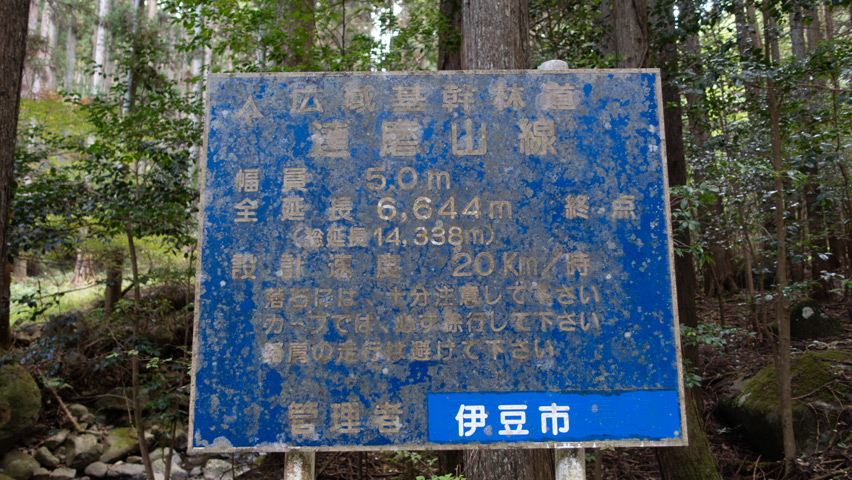 広域基幹林道
達磨山線
幅員 5.0m
全延長 6,644m 終点
(総延長14,338m)
設計速度 20Km/時
落石には、十分注意して下さい
カーブでは、必ず徐行して下さい
路肩の走行は避けて下さい
管理者 伊豆市